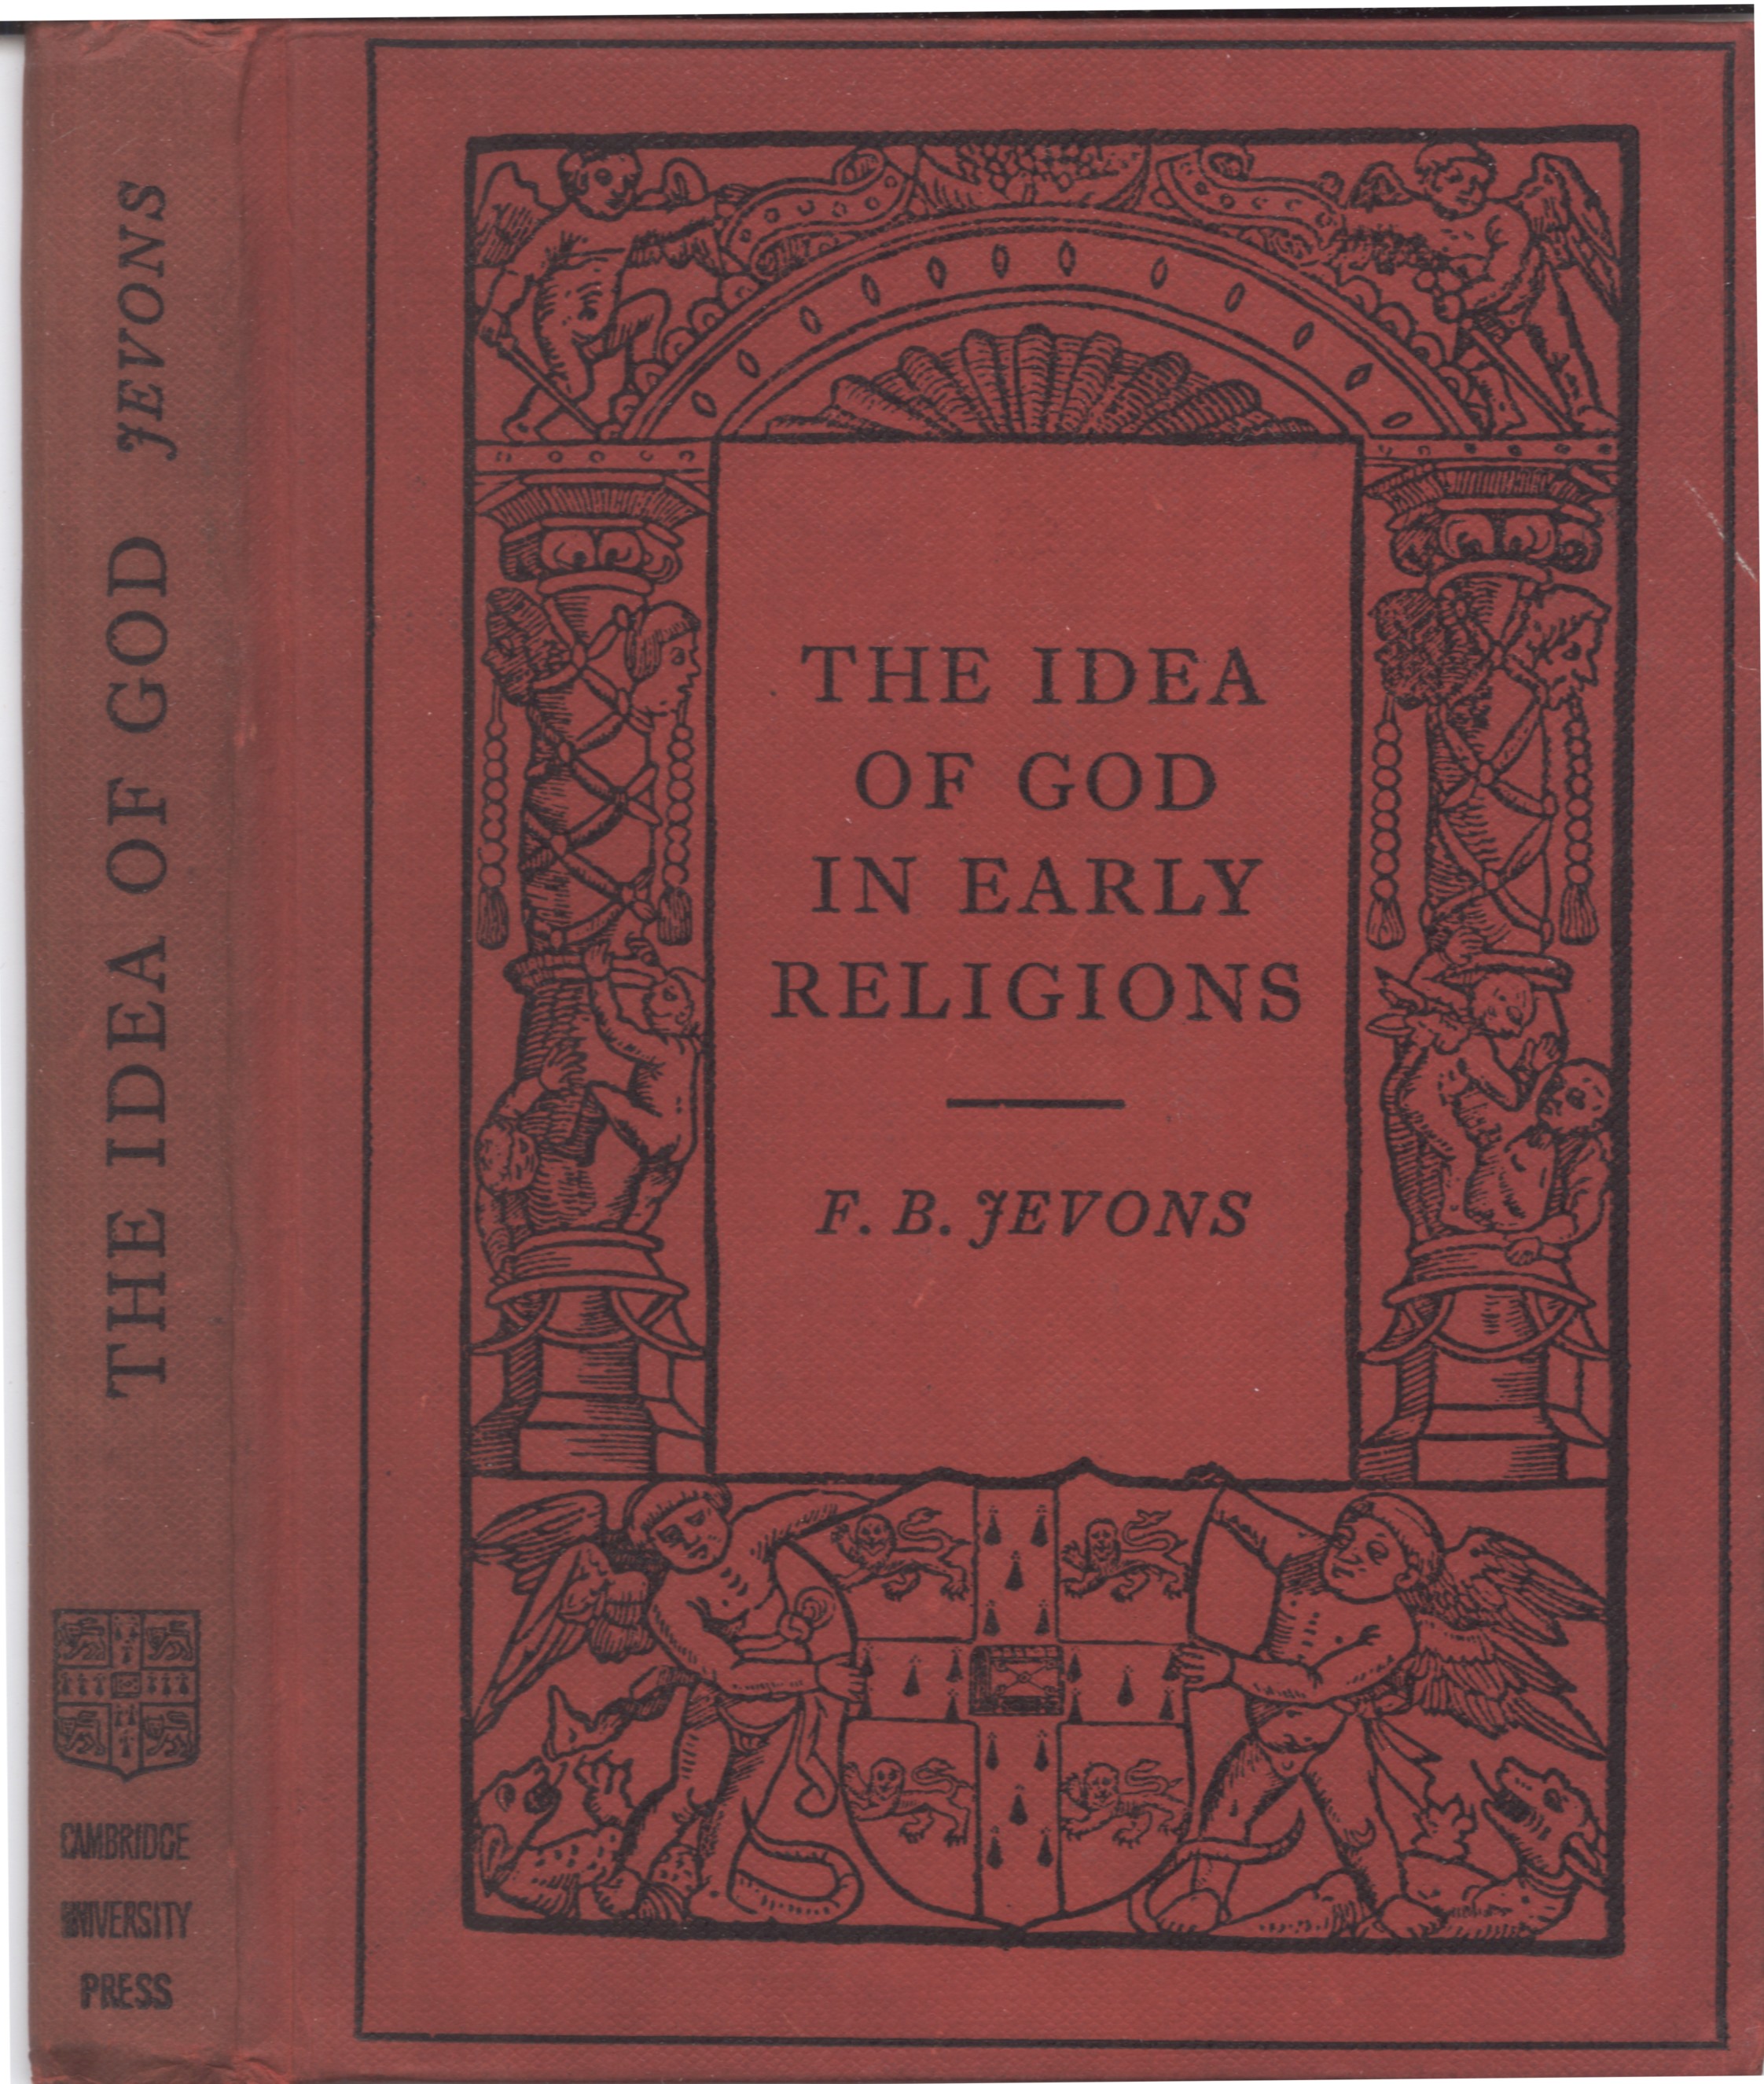 THE IDEA OF GOD JEVONS
CAMBRIDGE
UNIVERSITY
PRESS
THE IDEA
OF GOD
IN EARLY
RELIGIONS
F. B. JEVONS